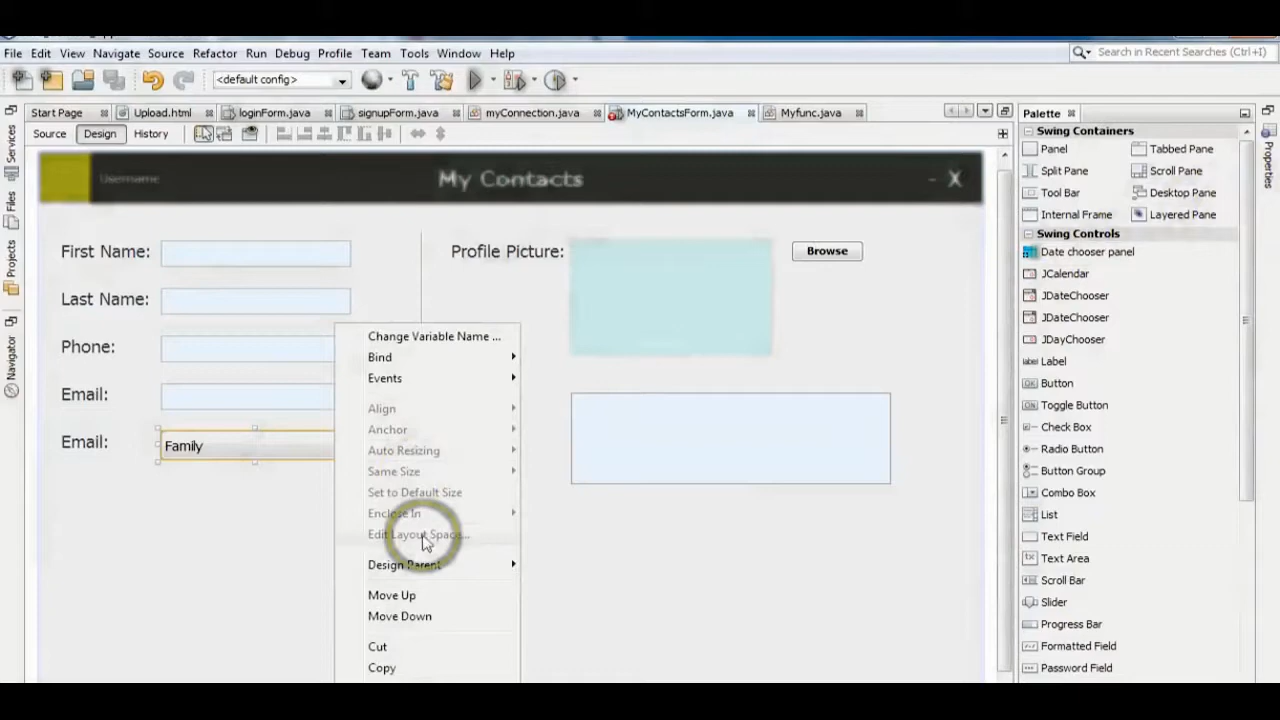 File Edit View Navigate Source Refactor Run Debug Profile Team Tools Window Help
Search in Recent Searches (Ctrl+I)
<default config>
Start Page Upload.html loginForm.java signupForm.java myConnection.java MyContactsForm.java Myfunc.java
Source Design History
Username My Contacts - X
First Name:
Last Name:
Phone:
Email:
Email: Family
Profile Picture: Browse
Change Variable Name ...
Bind
Events
Align
Anchor
Auto Resizing
Same Size
Set to Default Size
Enclose In
Edit Layout Space...
Design Parent
Move Up
Move Down
Cut
Copy
Palette
Swing Containers
Panel Tabbed Pane
Split Pane Scroll Pane
Tool Bar Desktop Pane
Internal Frame Layered Pane
Swing Controls
Date chooser panel
JCalendar
JDateChooser
JDateChooser
JDayChooser
label Label
OK Button
ON Toggle Button
Check Box
Radio Button
Button Group
Combo Box
List
Text Field
Text Area
Scroll Bar
Slider
Progress Bar
Formatted Field
Password Field
Services
Files
Projects
Navigator
Properties